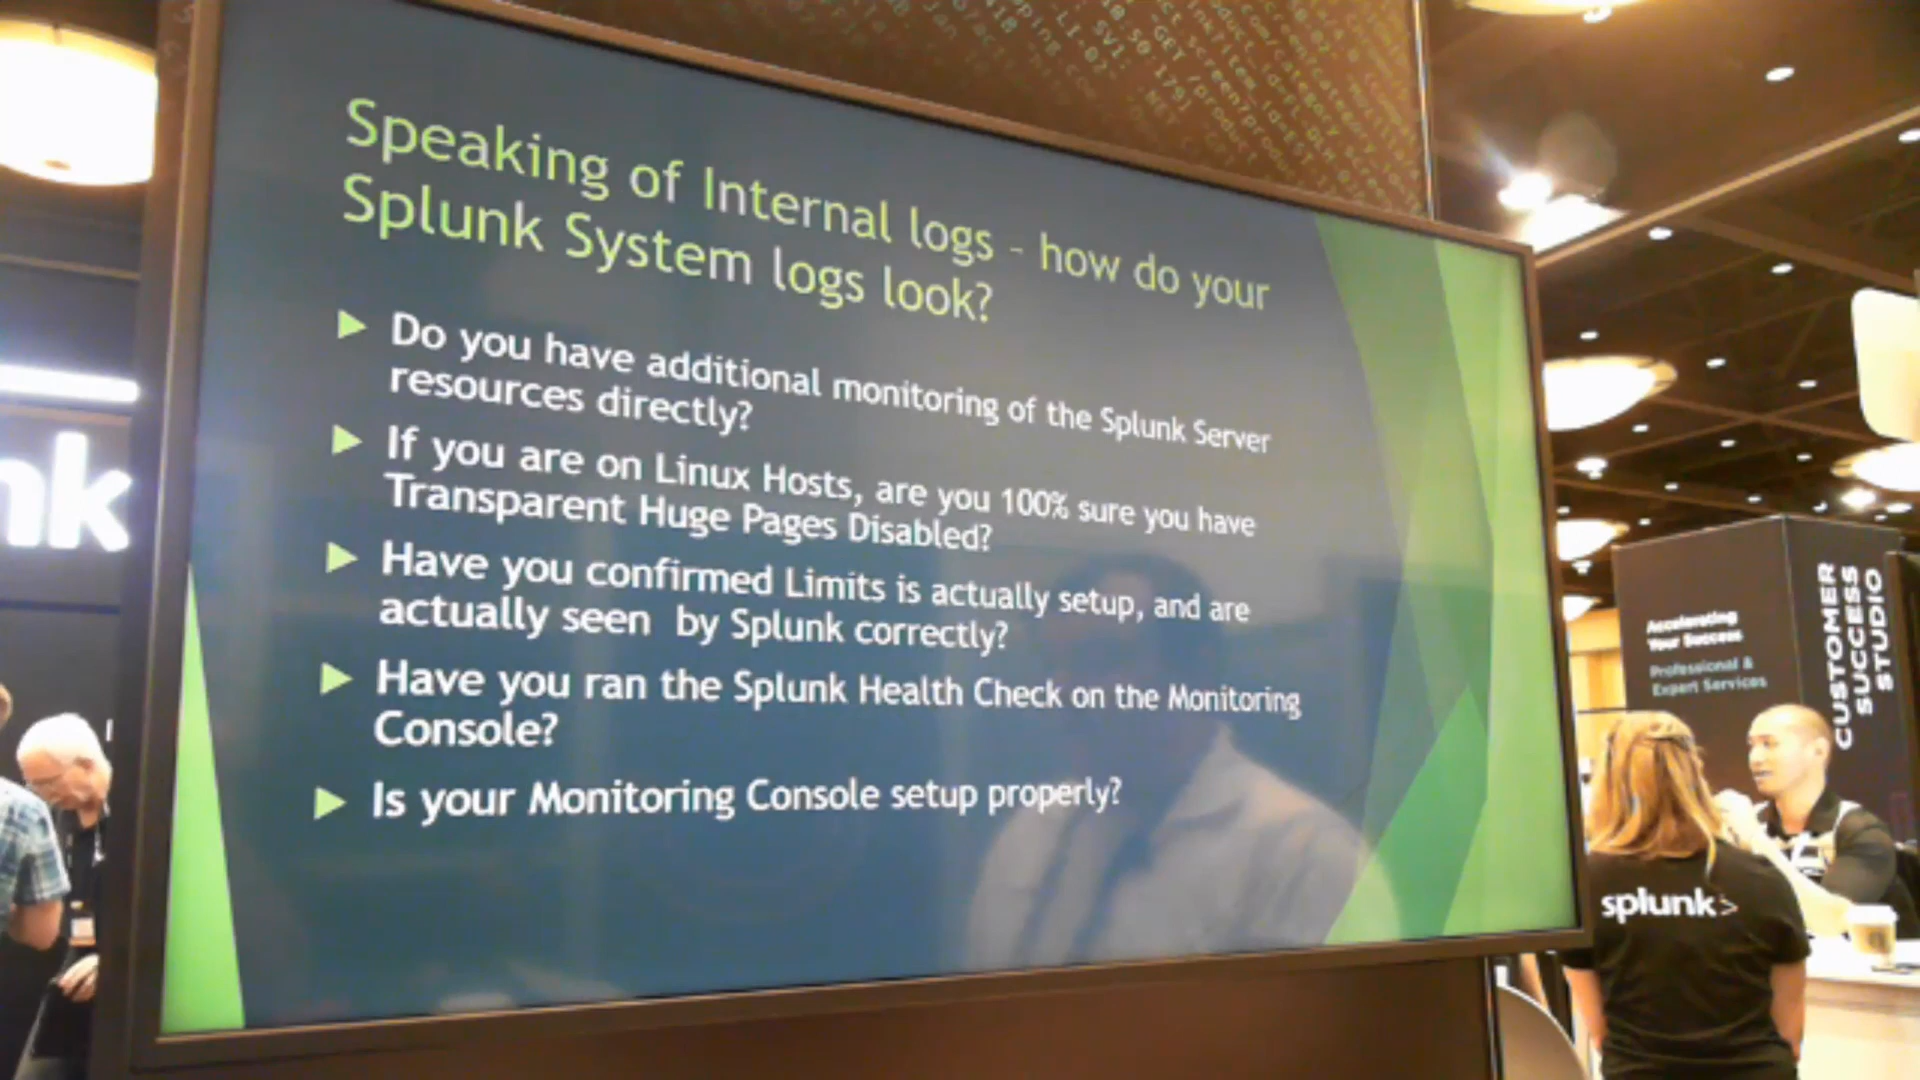 Speaking of Internal logs - how do your
Splunk System logs look?
Do you have additional monitoring of the Splunk Server
resources directly?
If you are on Linux Hosts, are you 100% sure you have
Transparent Huge Pages Disabled?
Have you confirmed Limits is actually setup, and are
actually seen by Splunk correctly?
Have you ran the Splunk Health Check on the Monitoring
Console?
Is your Monitoring Console setup properly?
nk
Accelerating
Your Success
Professional &
Expert Services
CUSTOMER
SUCCESS
STUDIO
splunk>